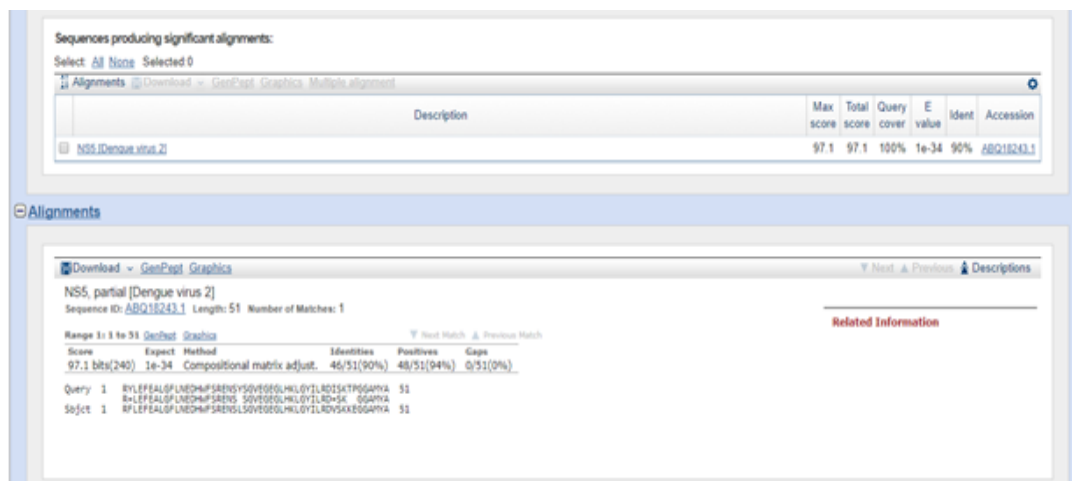 Sequences producing significant alignments:
Select: All None Selected:0
Alignments Download GenPept Graphics Multiple alignment
Description Max score Total score Query cover E value Ident Accession
NS5 [Dengue virus 2] 97.1 97.1 100% 1e-34 90% ABQ18243.1
Alignments
Download GenPept Graphics Next Previous Descriptions
NS5, partial [Dengue virus 2]
Sequence ID: ABQ18243.1 Length: 51 Number of Matches: 1
Related Information
Range 1: 1 to 51 GenPept Graphics Next Match Previous Match
Score Expect Method Identities Positives Gaps
97.1 bits(240) 1e-34 Compositional matrix adjust. 46/51(90%) 48/51(94%) 0/51(0%)
Query 1 RYLEFEALGFLNEDHWFSRENSYSGVEGEGLHKLGYILRDISKTPGGAMYA 51
R+LEFEALGFLNEDHWFSRENS SGVEGEGLHKLGYILRD+SK GGAMYA
Sbjct 1 RFLEFEALGFLNEDHWFSRENSLSGVEGEGLHKLGYILRDVSKKEGGAMYA 51